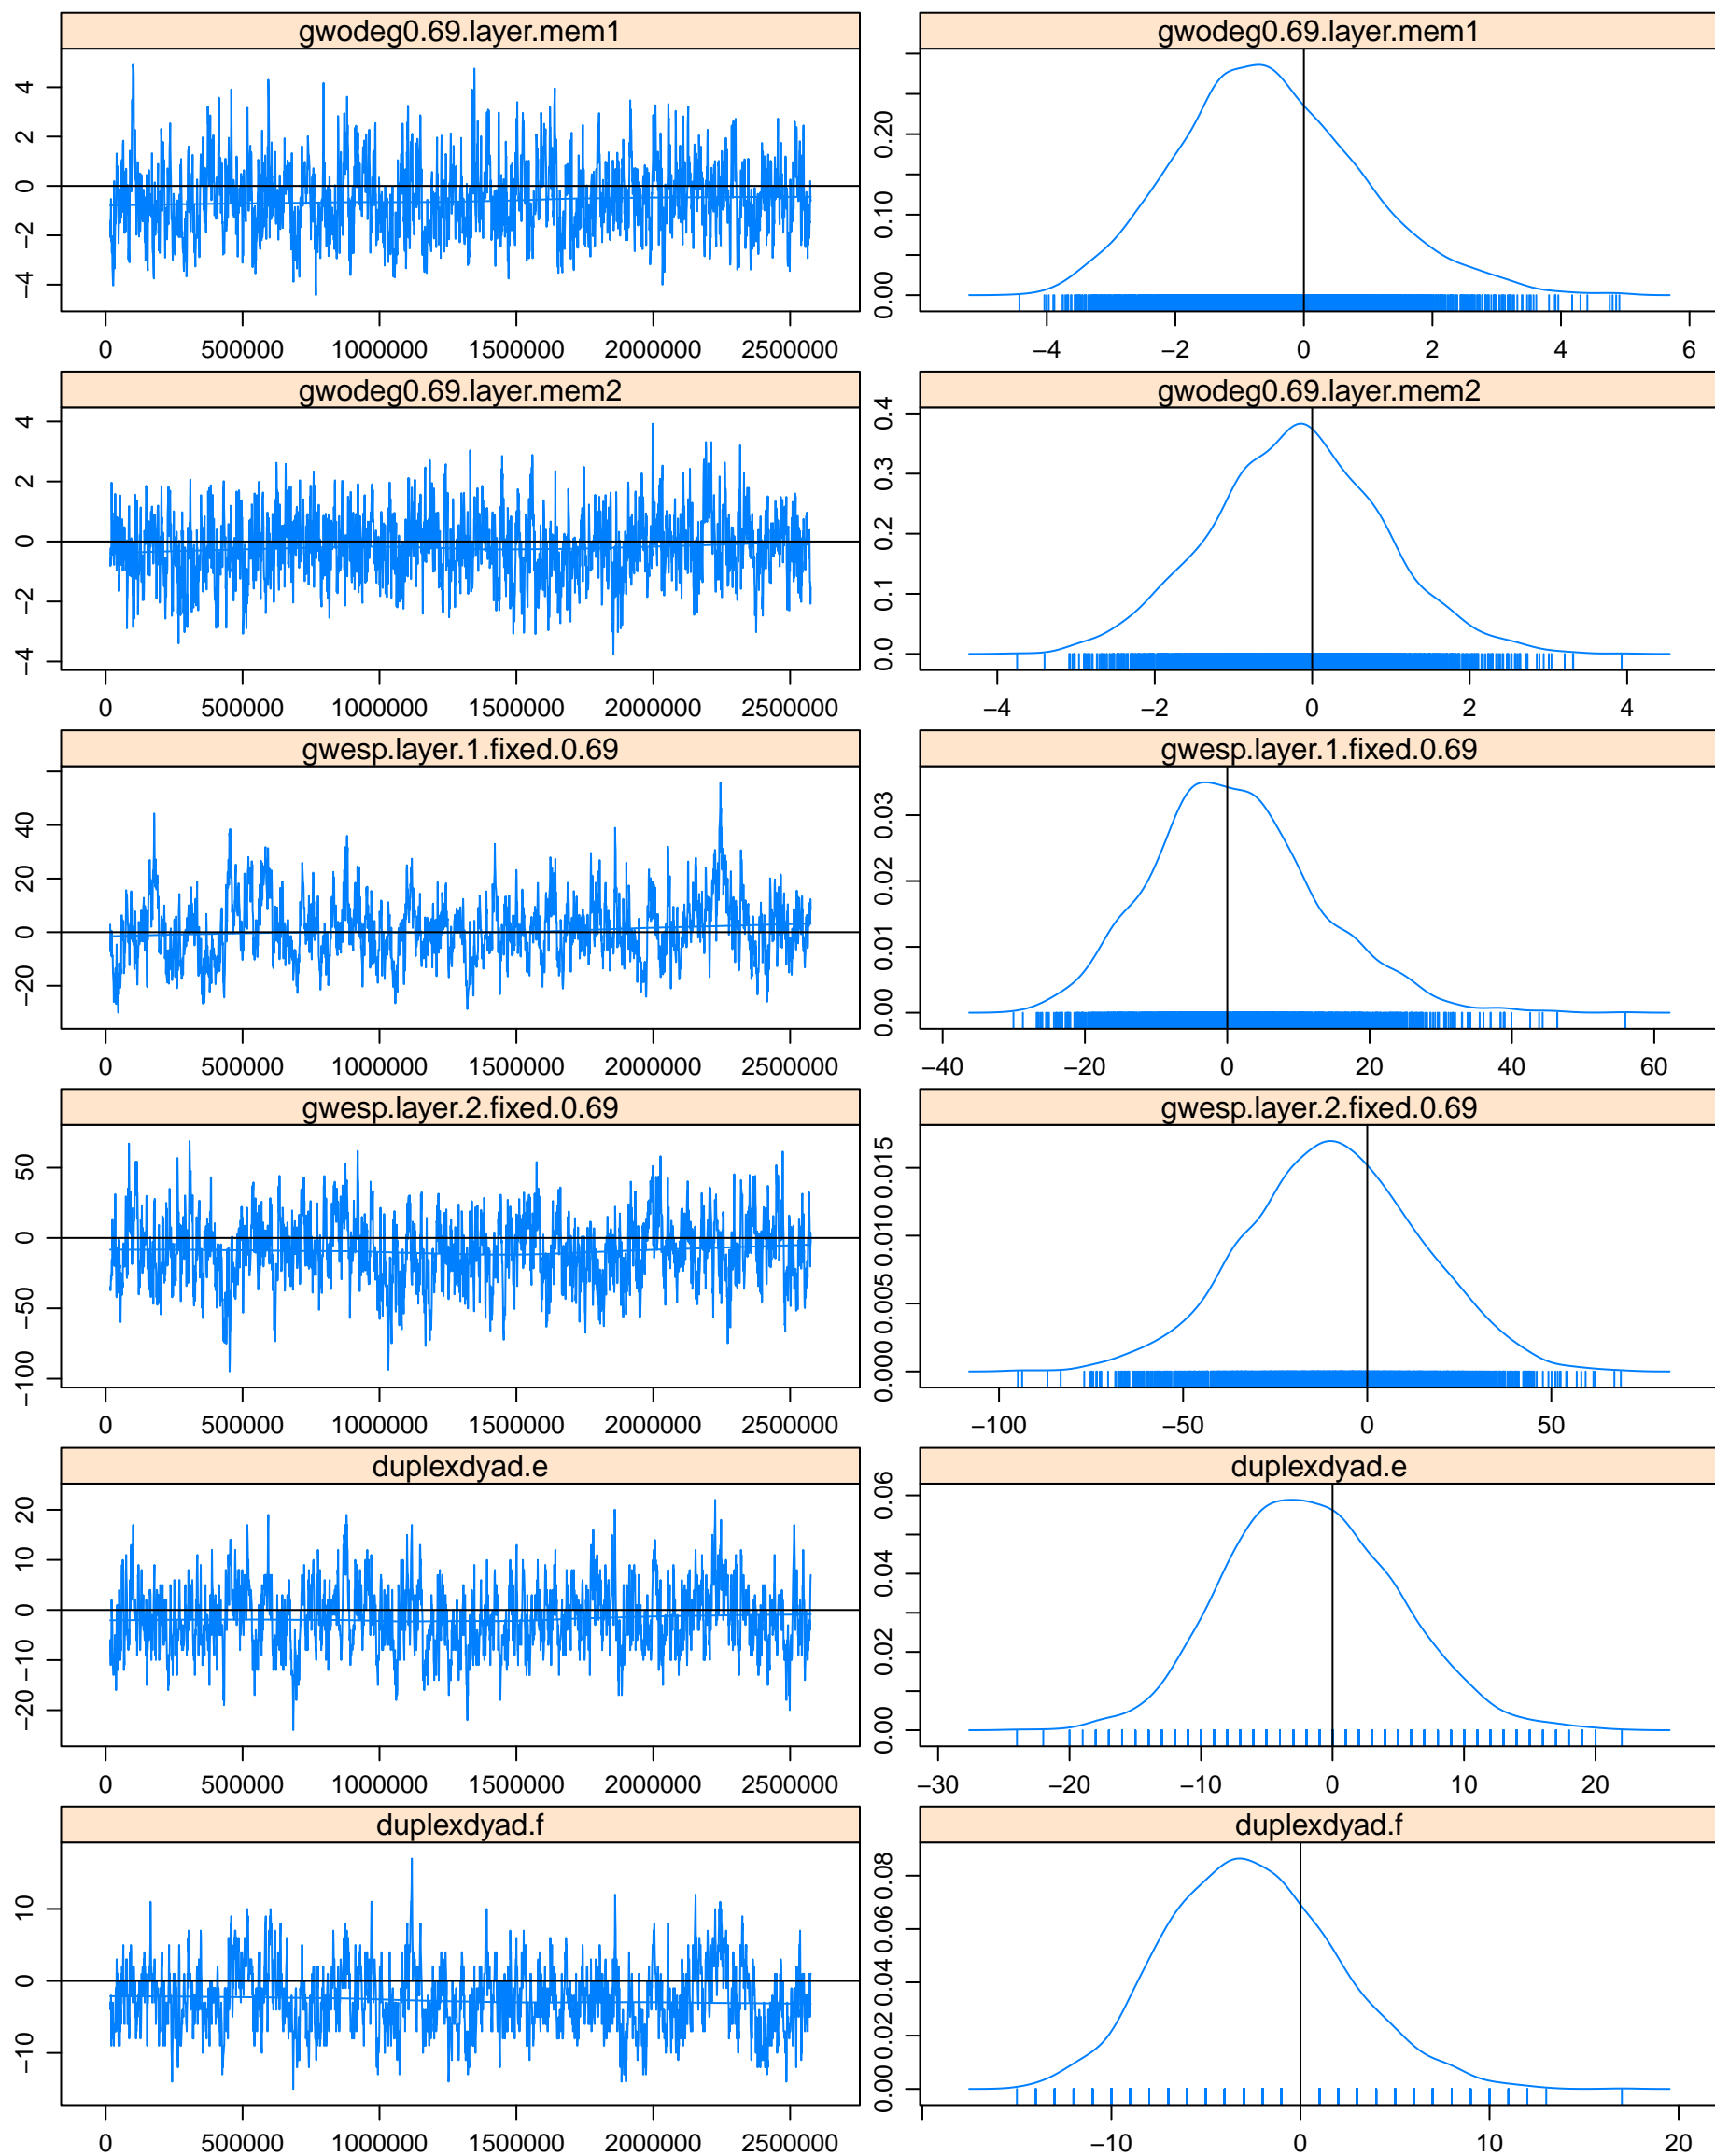 gwodeg0.69.layer.mem1 gwodeg0.69.layer.mem1
4 2 0 −2 −4
0.20 0.10 0.00
0 500000 1000000 1500000 2000000 2500000
−4 −2 0 2 4 6
gwodeg0.69.layer.mem2 gwodeg0.69.layer.mem2
4 2 0 −2 −4
0.4 0.3 0.2 0.1 0.0
0 500000 1000000 1500000 2000000 2500000
−4 −2 0 2 4
gwesp.layer.1.fixed.0.69 gwesp.layer.1.fixed.0.69
40 20 0 −20
0.03 0.02 0.01 0.00
0 500000 1000000 1500000 2000000 2500000
−40 −20 0 20 40 60
gwesp.layer.2.fixed.0.69 gwesp.layer.2.fixed.0.69
50 0 −50 −100
0.015 0.010 0.005 0.000
0 500000 1000000 1500000 2000000 2500000
−100 −50 0 50
duplexdyad.e duplexdyad.e
20 10 0 −10 −20
0.06 0.04 0.02 0.00
0 500000 1000000 1500000 2000000 2500000
−30 −20 −10 0 10 20
duplexdyad.f duplexdyad.f
10 0 −10
0.08 0.06 0.04 0.02 0.00
0 500000 1000000 1500000 2000000 2500000
−10 0 10 20